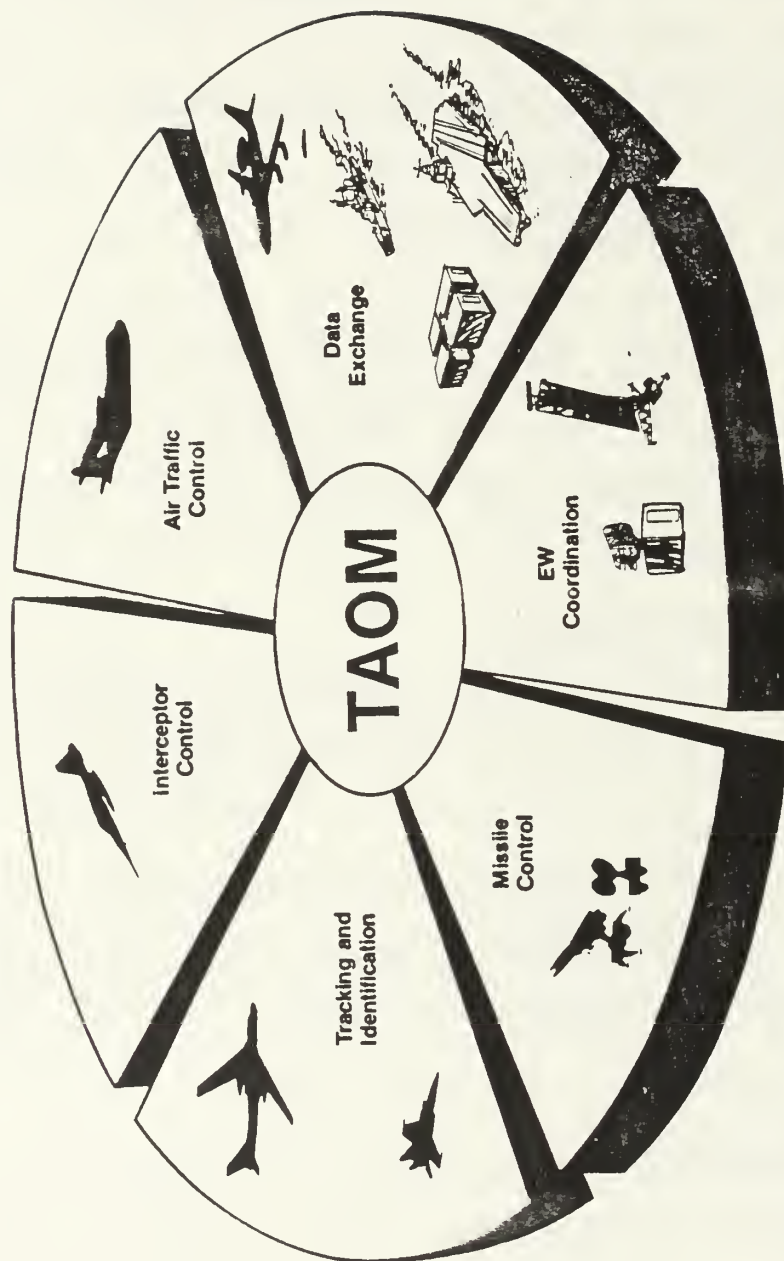 Interceptor
Control
Air Traffic
Control
Tracking and
Identification
TAOM
Data
Exchange
Missile
Control
EW
Coordination